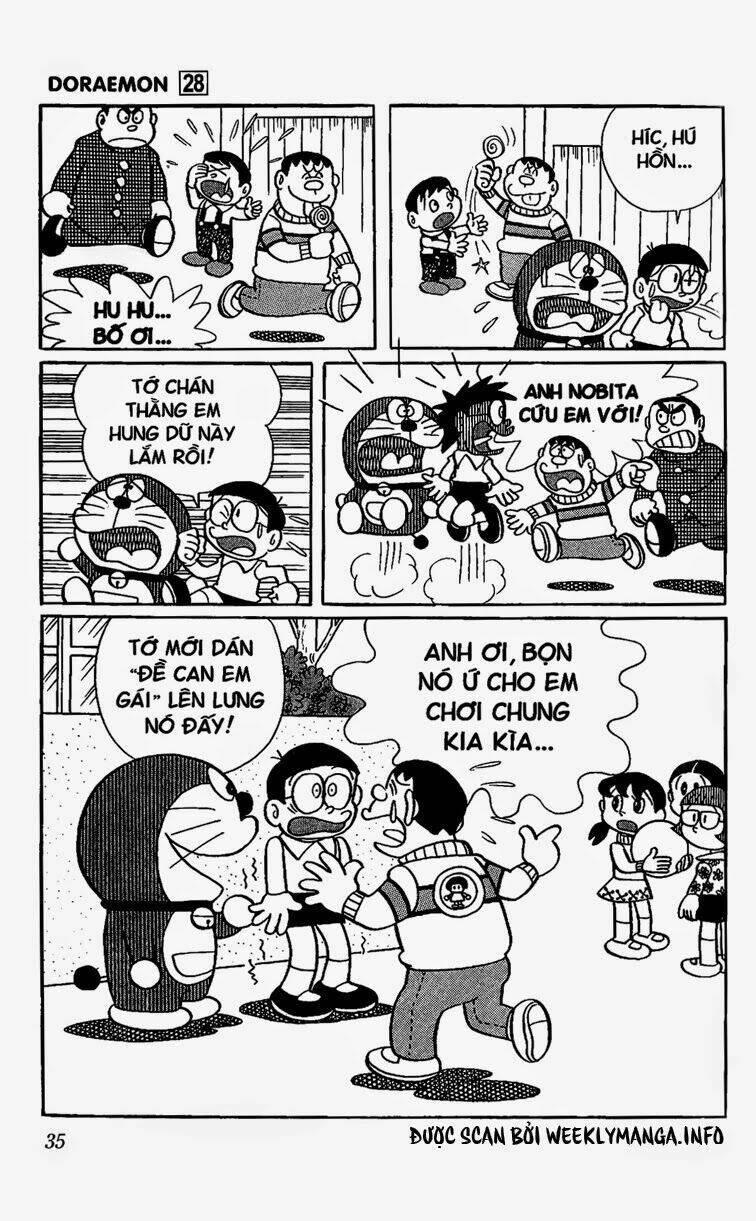 DORAEMON 28
HU HU...
BỐ ƠI...
HÍC, HÚ
HỒN...
TỚ CHÁN
THẰNG EM
HUNG DỮ NÀY
LẮM RỒI!
ANH NOBITA
CỨU EM VỚI!
TỚ MỚI DÁN
“ĐỀ CAN EM
GÁI” LÊN LƯNG
NÓ ĐẤY!
ANH ƠI, BỌN
NÓ Ứ CHO EM
CHƠI CHUNG
KIA KÌA...
35
ĐƯỢC SCAN BỞI WEEKLYMANGA.INFO